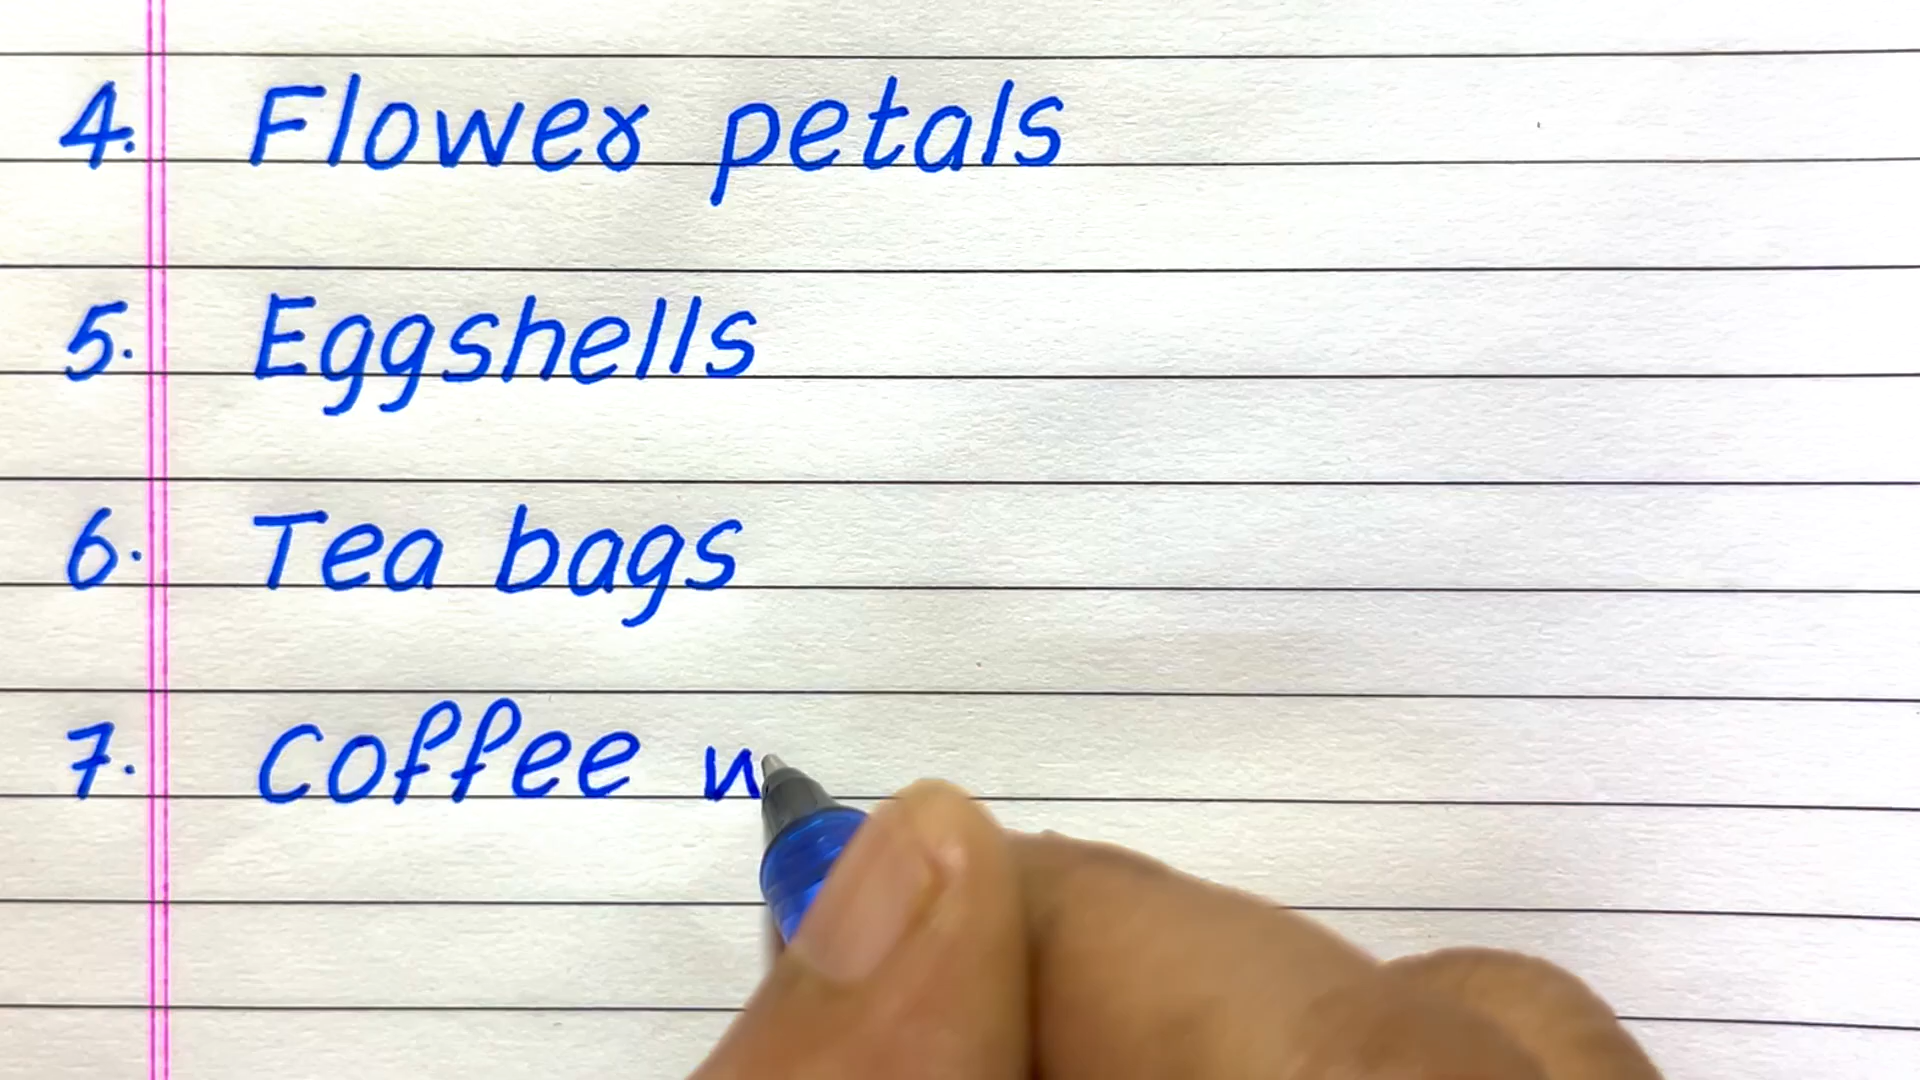 4. Flower petals
5. Eggshells
6. Tea bags
7. Coffee